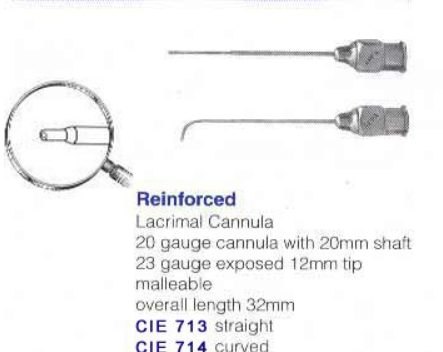 Reinforced
Lacrimal Cannula
20 gauge cannula with 20mm shaft
23 gauge exposed 12mm tip
malleable
overall length 32mm
CIE 713 straight
CIE 714 curved